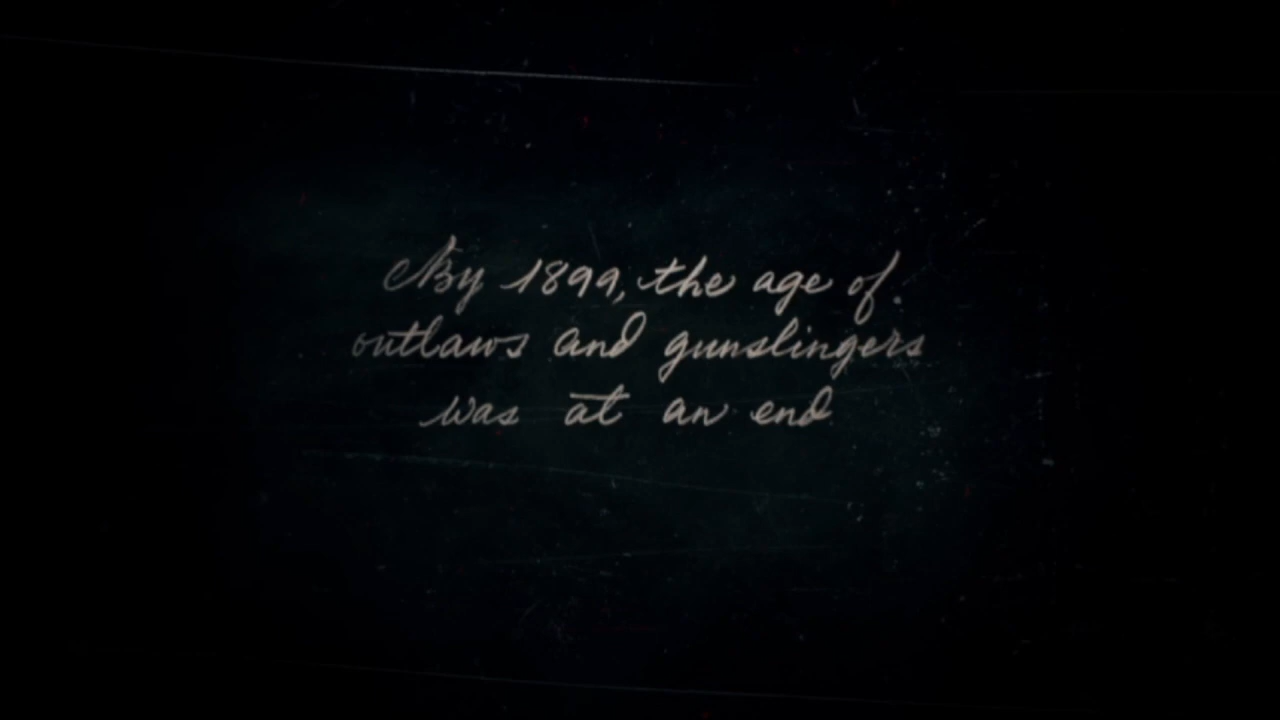 By 1899, the age of
outlaws and gunslingers
was at an end